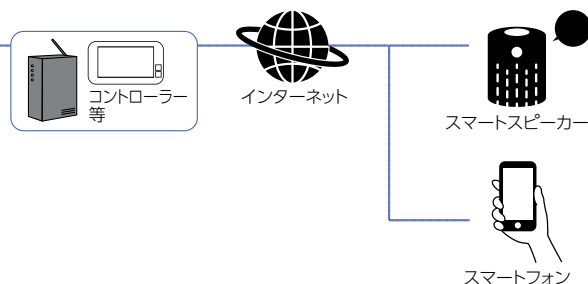 コントローラー
等
インターネット
スマートスピーカー
スマートフォン